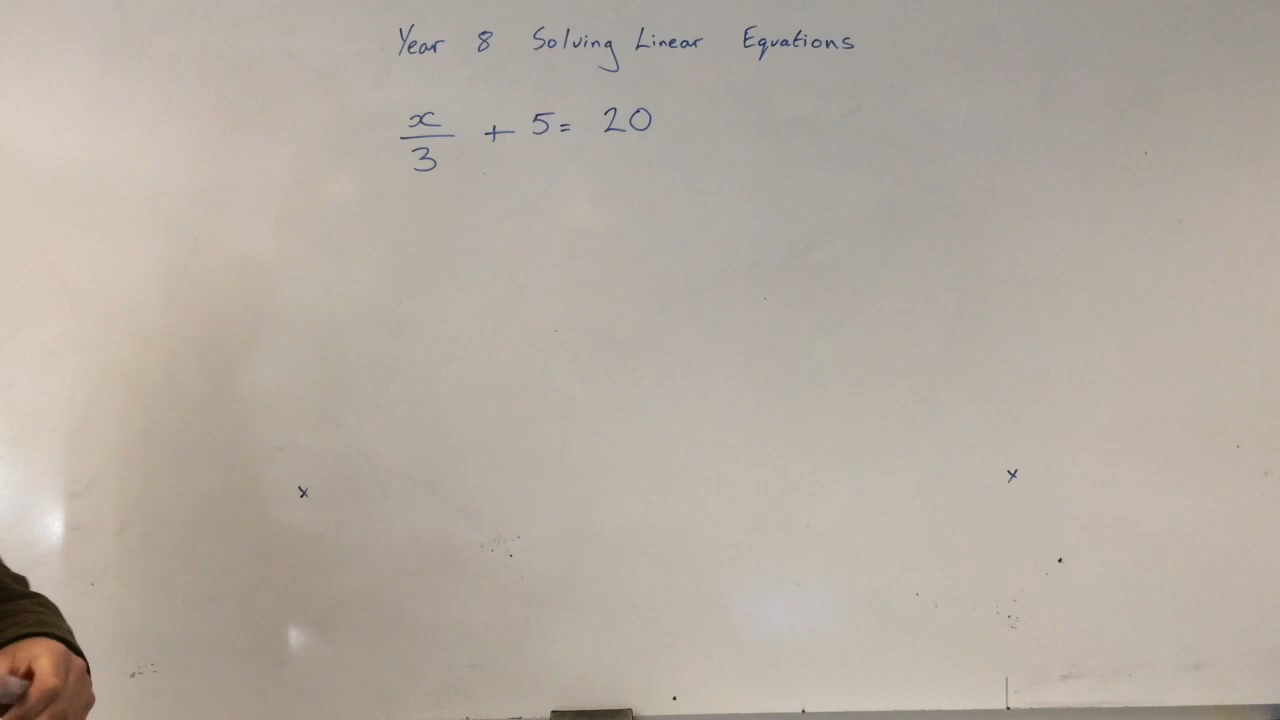 Year 8 Solving Linear Equations
x/3 + 5 = 20
x x